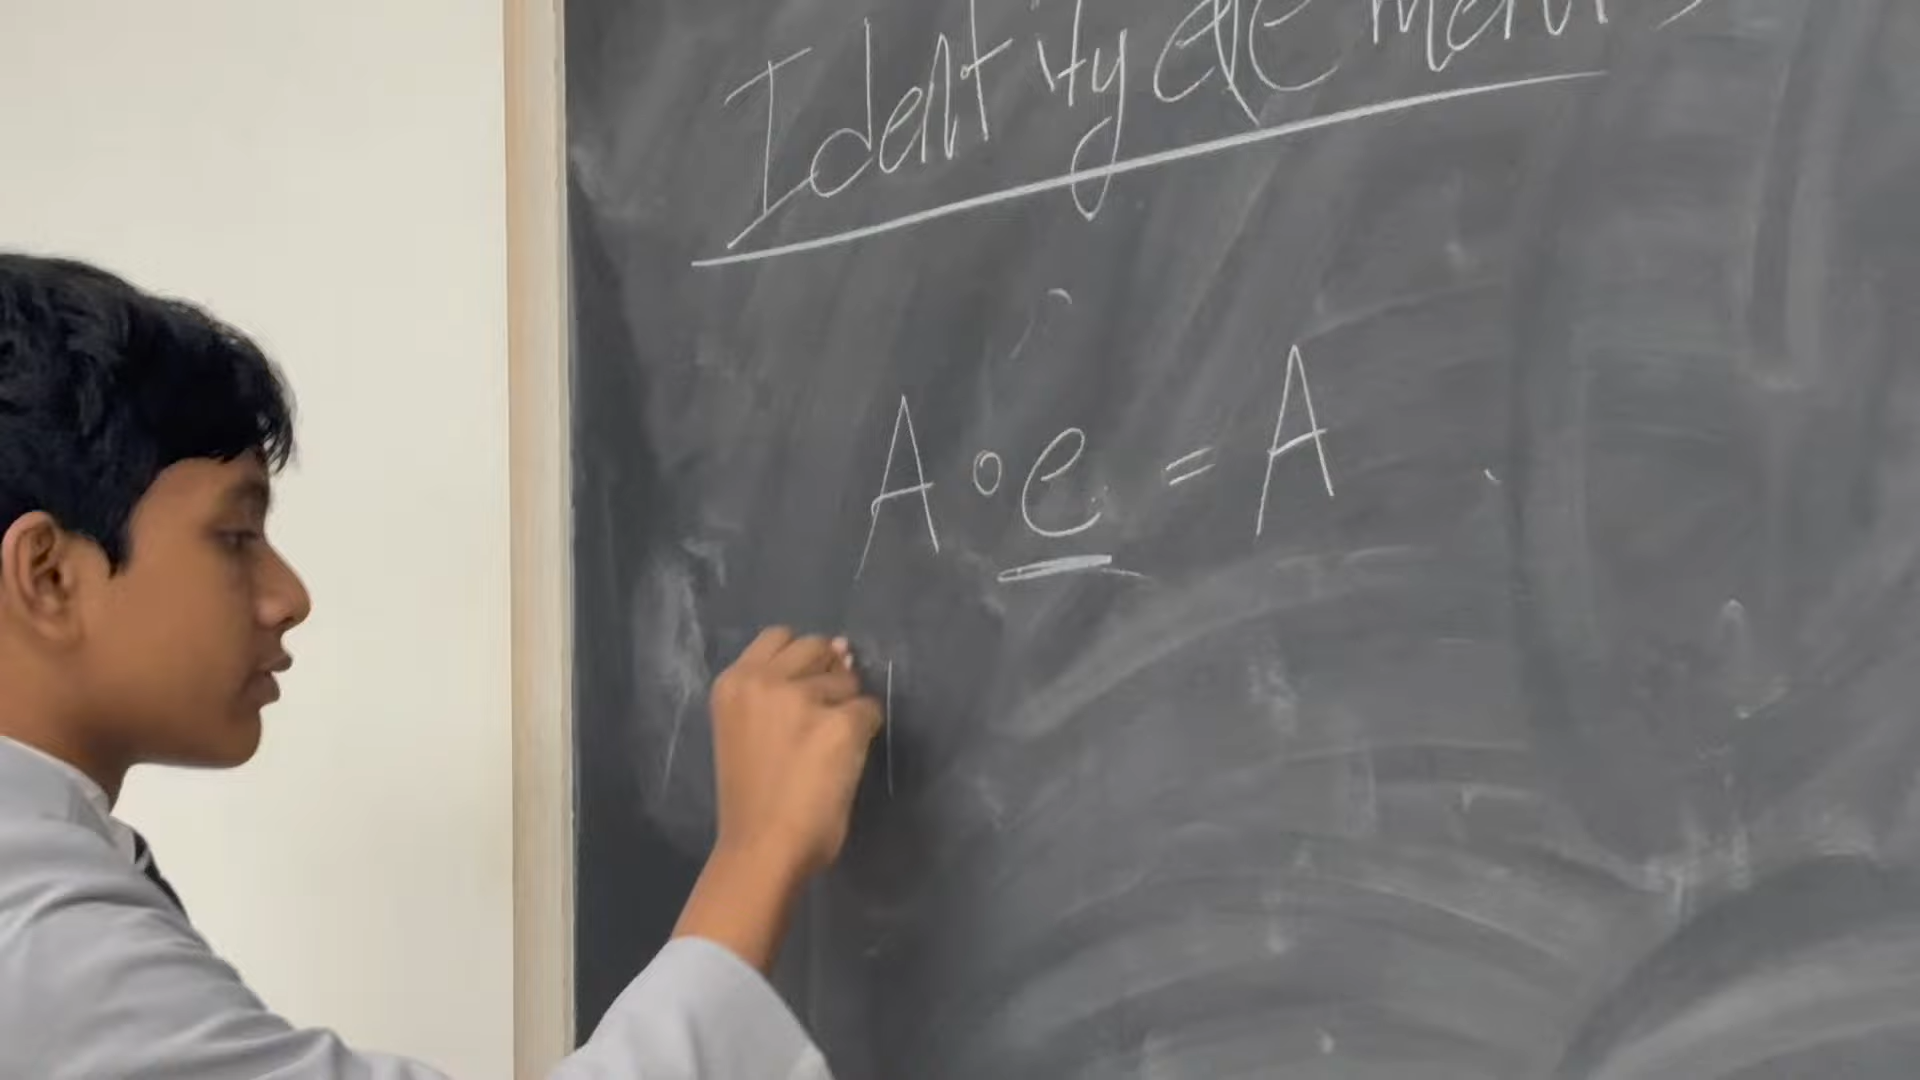 Identity elements
A ∘ e = A